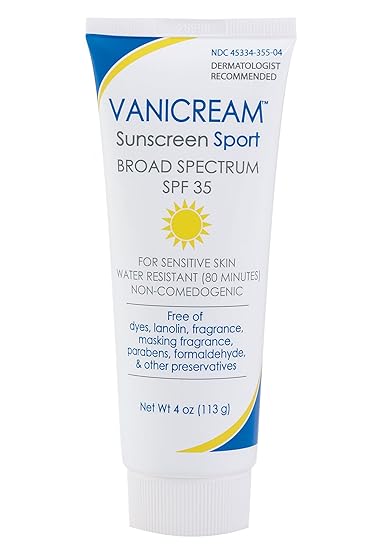 NDC 45334-355-04
DERMATOLOGIST
RECOMMENDED
VANICREAM™
Sunscreen Sport
BROAD SPECTRUM
SPF 35
FOR SENSITIVE SKIN
WATER RESISTANT (80 MINUTES)
NON-COMEDOGENIC
Free of
dyes, lanolin, fragrance,
masking fragrance,
parabens, formaldehyde,
& other preservatives
Net Wt 4 oz (113 g)